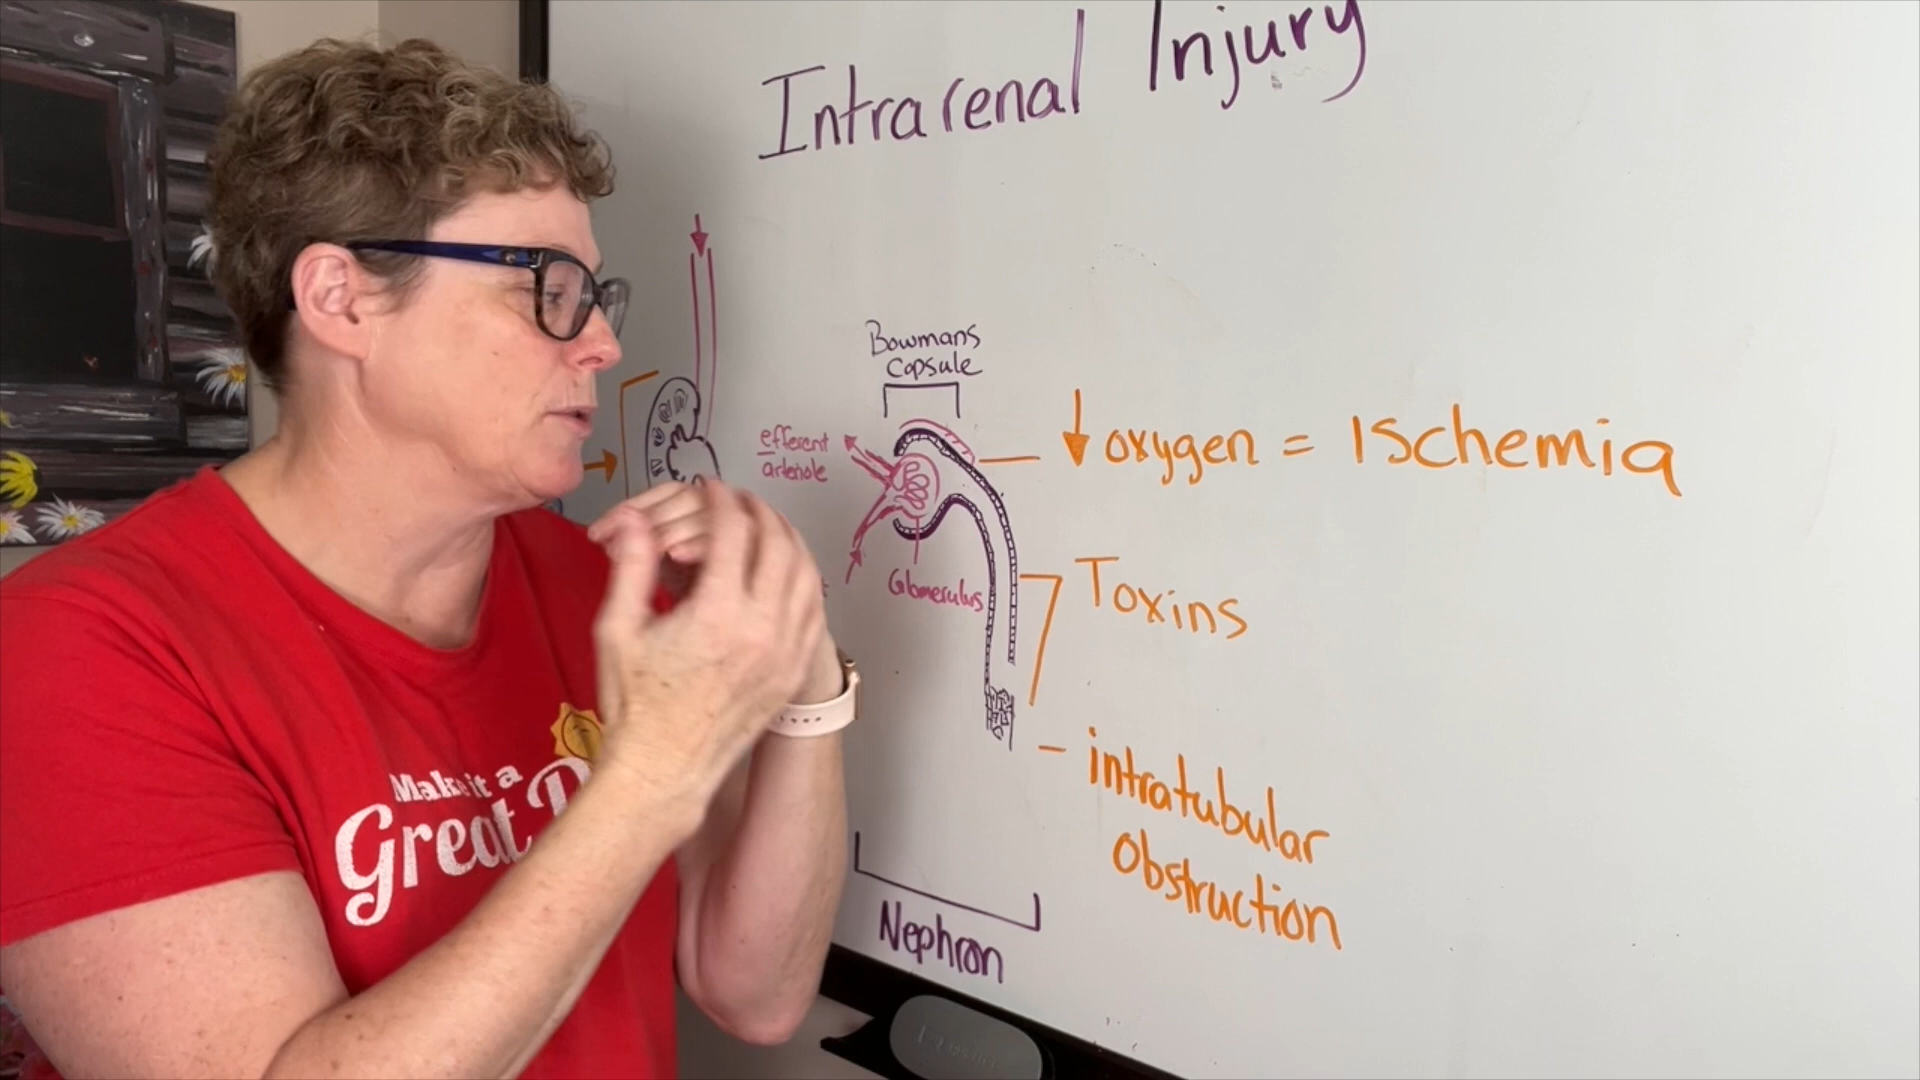 Intrarenal Injury
Bowmans
Capsule
efferent
arteriole
Glomerulus
↓ oxygen = Ischemia
Toxins
intratubular
Obstruction
Nephron
Make it a
Great